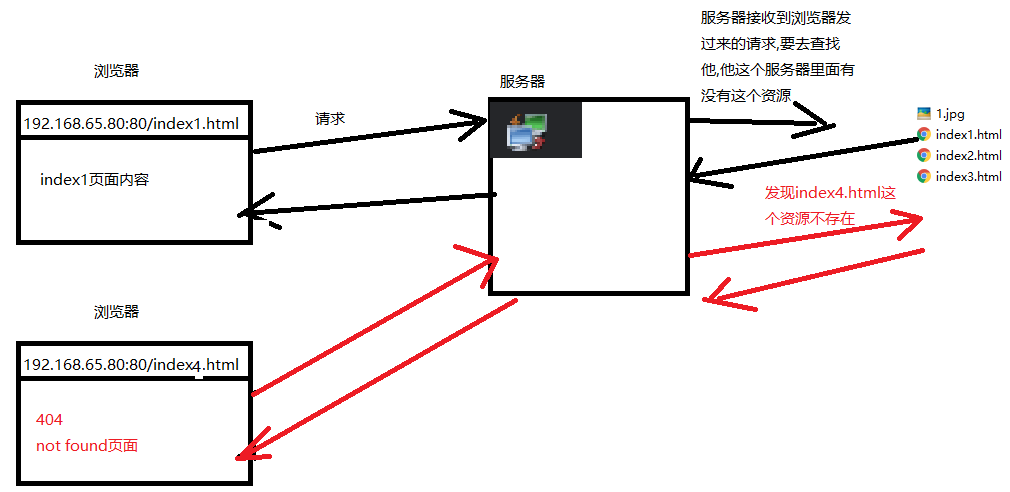 服务器接收到浏览器发
过来的请求,要去查找
他,他这个服务器里面有
没有这个资源
浏览器
服务器
192.168.65.80:80/index1.html
请求
index1页面内容
1.jpg
index1.html
index2.html
index3.html
发现index4.html这
个资源不存在
浏览器
192.168.65.80:80/index4.html
404
not found页面